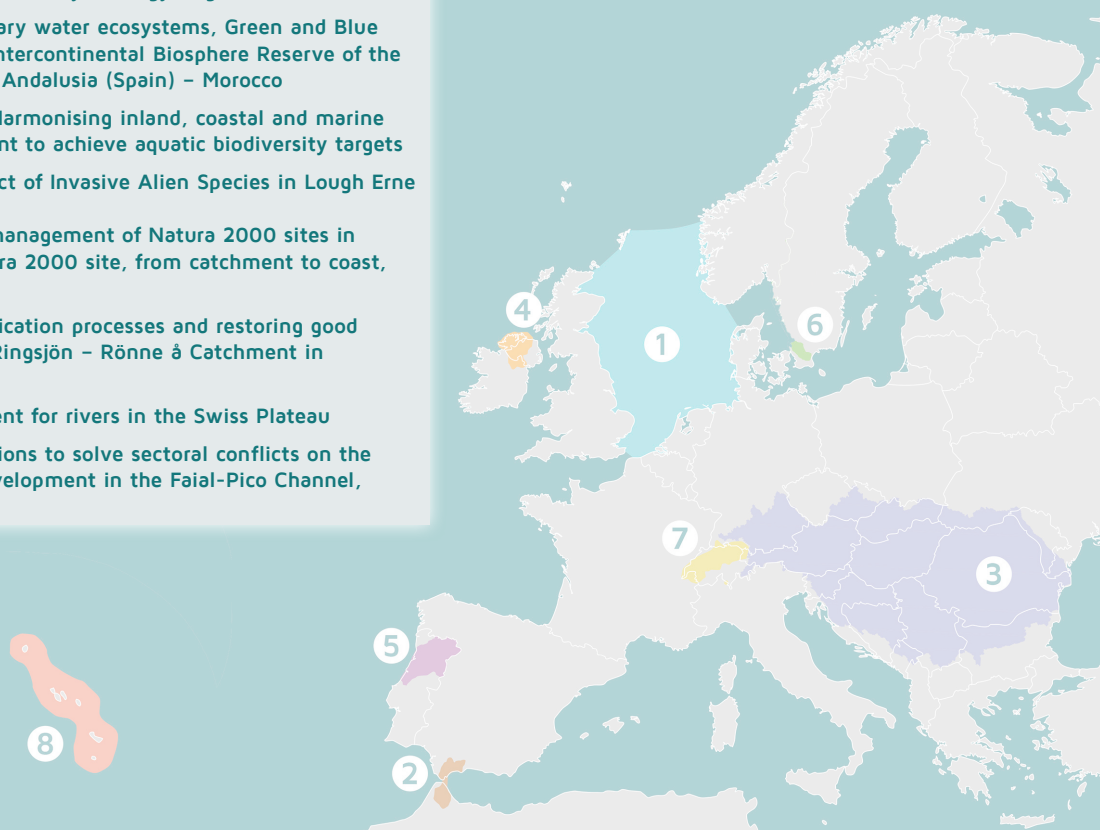 ary water ecosystems, Green and Blue
ntercontinental Biosphere Reserve of the
Andalusia (Spain) – Morocco
armonising inland, coastal and marine
nt to achieve aquatic biodiversity targets
ct of Invasive Alien Species in Lough Erne
management of Natura 2000 sites in
ra 2000 site, from catchment to coast,
ication processes and restoring good
Ringsjön – Rönne å Catchment in
ent for rivers in the Swiss Plateau
ions to solve sectoral conflicts on the
velopment in the Faial-Pico Channel,
4
6
1
7
3
5
8
2